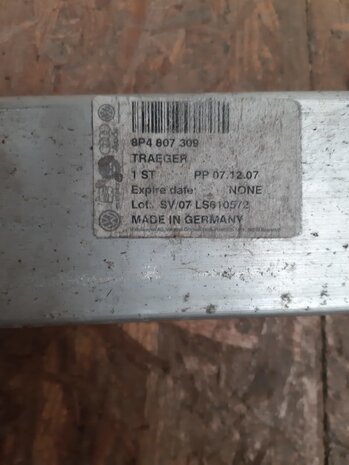 8P4 807 309
TRAEGER
1 ST PP 07.12.07
Expire date: NONE
Lot: SV/07 LS610572
MADE IN GERMANY